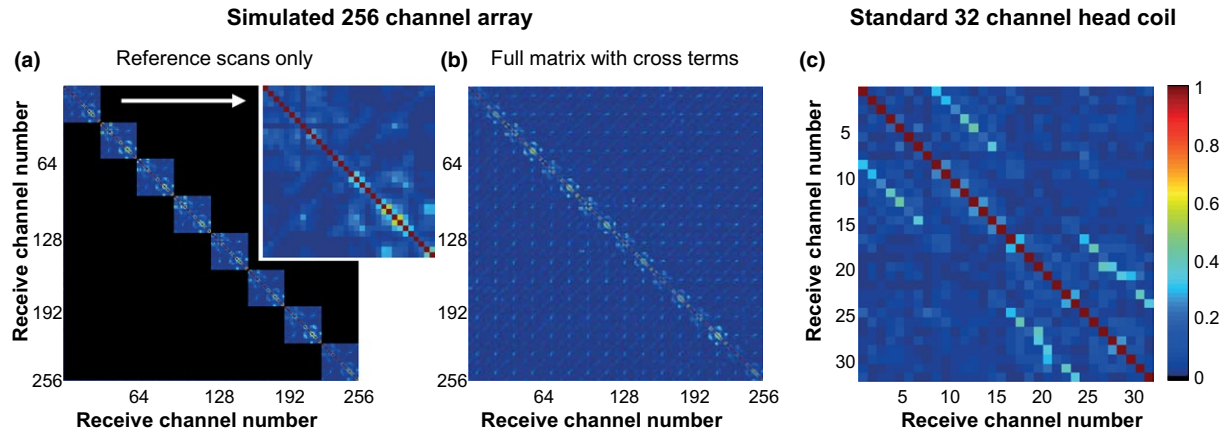 Simulated 256 channel array
Standard 32 channel head coil
(a)
Reference scans only
(b)
Full matrix with cross terms
(c)
Receive channel number
64
128
192
256
64
128
192
256
Receive channel number
64
128
192
256
64
128
192
256
Receive channel number
Receive channel number
5
10
15
20
25
30
5
10
15
20
25
30
Receive channel number
1
0.8
0.6
0.4
0.2
0